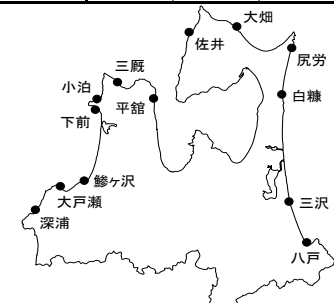 大畑
佐井
尻労
三厩
小泊
平舘
白糠
下前
鰺ヶ沢
大戸瀬
三沢
深浦
八戸